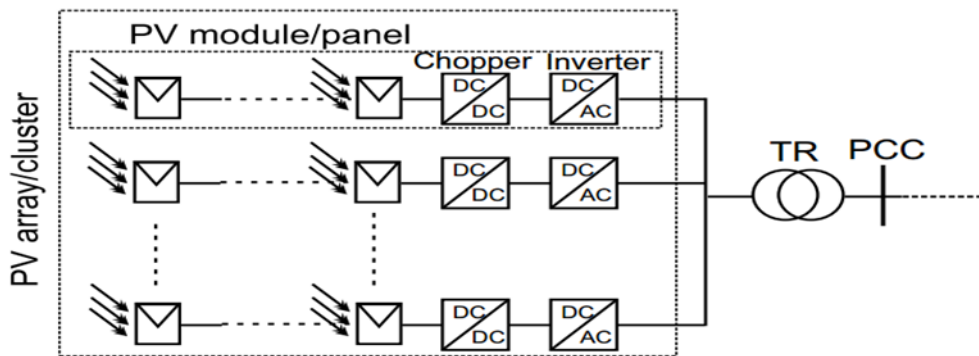 PV module/panel
Chopper
Inverter
DC
DC
DC
AC
PV array/cluster
TR
PCC
DC
DC
DC
AC
DC
DC
DC
AC